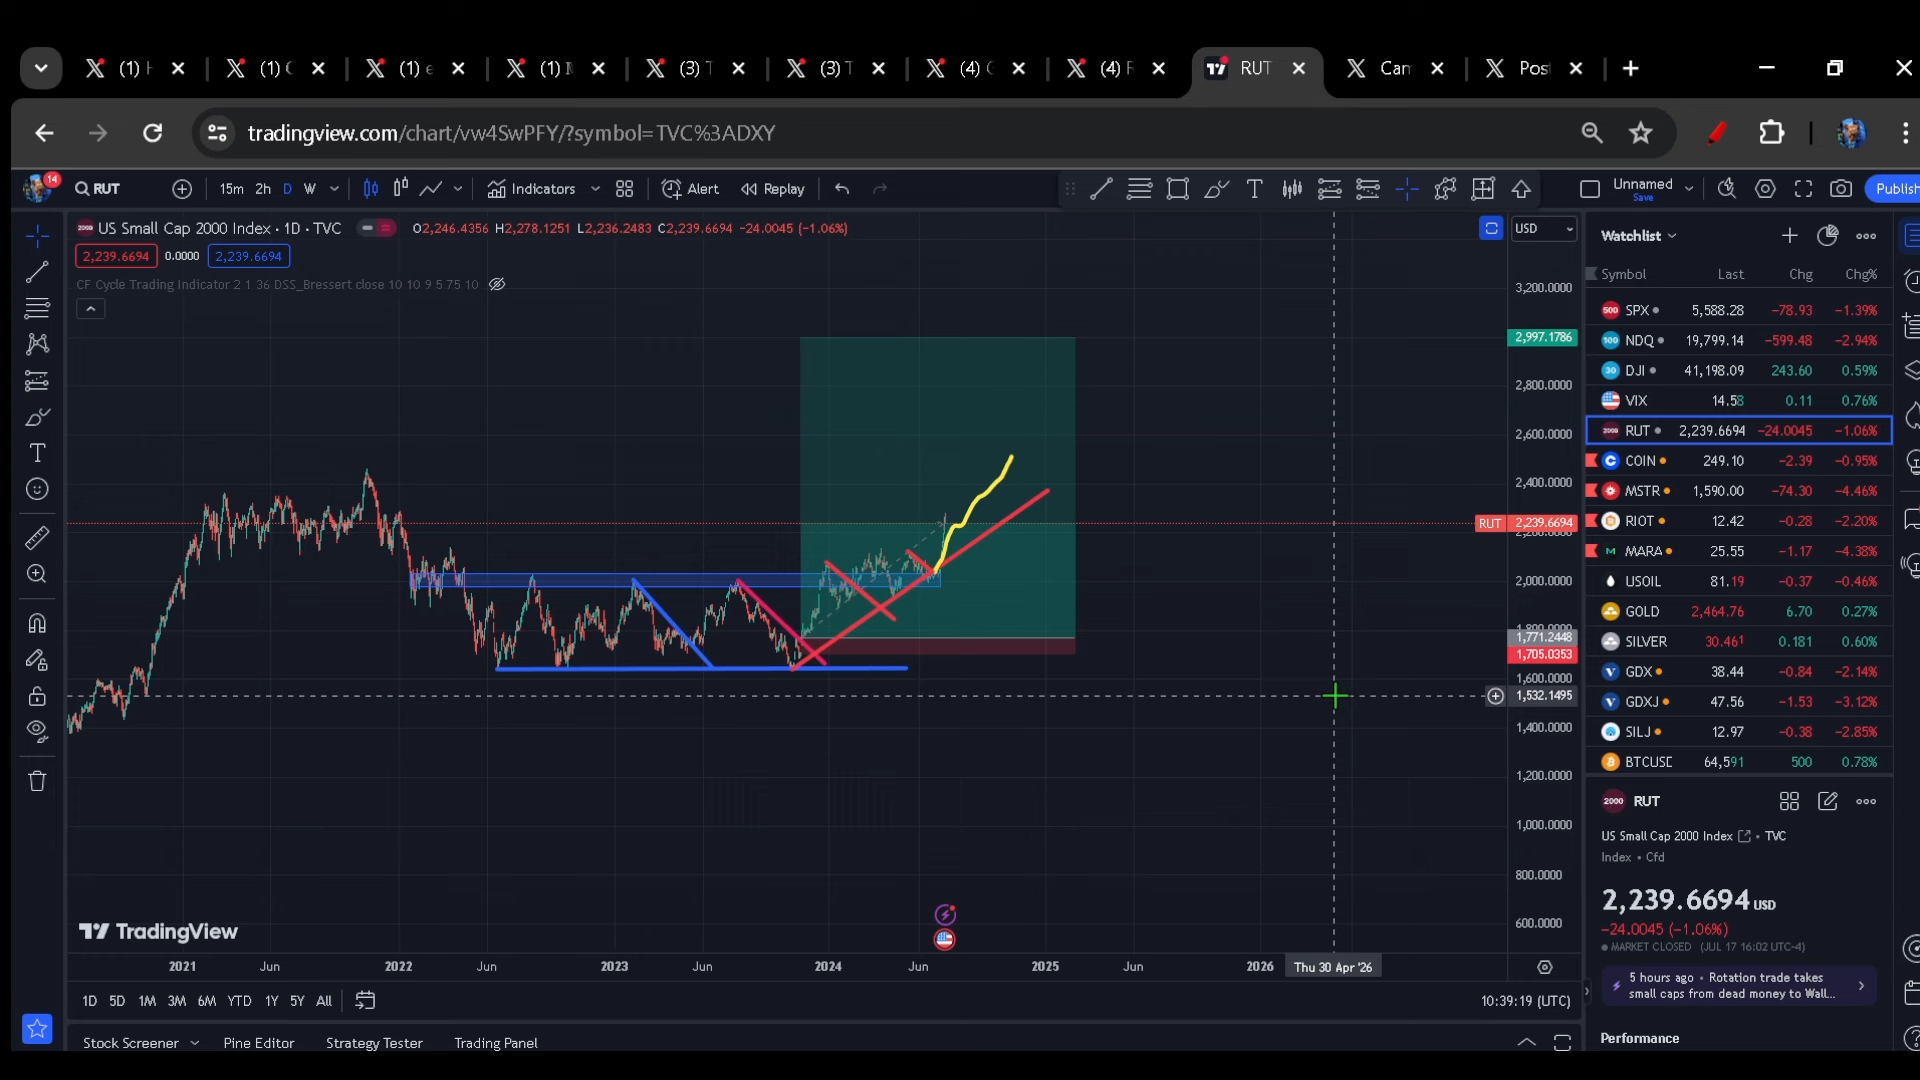 (1) H
(1) C
(1) e
(1) M
(3) T
(3) T
(4) G
(4) F
RUT
Can
Pos
tradingview.com/chart/vw4SwPFY/?symbol=TVC%3ADXY
14
RUT
15m 2h D W
Indicators
Alert
Replay
Unnamed
Save
Publish
US Small Cap 2000 Index · 1D · TVC
O2,246.4356 H2,278.1251 L2,236.2483 C2,239.6694 −24.0045 (−1.06%)
2,239.6694 0.0000 2,239.6694
CF Cycle Trading Indicator 2 1 36 DSS_Bressert close 10 10 9 5 75 10
USD
3,200.0000
2,997.1786
2,800.0000
2,600.0000
2,400.0000
RUT 2,239.6694
2,200.0000
2,000.0000
1,800.0000
1,771.2448
1,705.0353
1,600.0000
1,532.1495
1,400.0000
1,200.0000
1,000.0000
800.0000
600.0000
TradingView
2021 Jun 2022 Jun 2023 Jun 2024 Jun 2025 Jun 2026 Thu 30 Apr '26
1D 5D 1M 3M 6M YTD 1Y 5Y All
10:39:19 (UTC)
Stock Screener Pine Editor Strategy Tester Trading Panel
Watchlist
Symbol Last Chg Chg%
SPX 5,588.28 −78.93 −1.39%
NDQ 19,799.14 −599.48 −2.94%
DJI 41,198.09 243.60 0.59%
VIX 14.58 0.11 0.76%
RUT 2,239.6694 −24.0045 −1.06%
COIN 249.10 −2.39 −0.95%
MSTR 1,590.00 −74.30 −4.46%
RIOT 12.42 −0.28 −2.20%
MARA 25.55 −1.17 −4.38%
USOIL 81.19 −0.37 −0.46%
GOLD 2,464.76 6.70 0.27%
SILVER 30.461 0.181 0.60%
GDX 38.44 −0.84 −2.14%
GDXJ 47.56 −1.53 −3.12%
SILJ 12.97 −0.38 −2.85%
BTCUSD 64,591 500 0.78%
RUT
US Small Cap 2000 Index • TVC
Index • Cfd
2,239.6694 USD
−24.0045 (−1.06%)
MARKET CLOSED (JUL 17 16:02 UTC-4)
5 hours ago • Rotation trade takes
small caps from dead money to Wall...
Performance